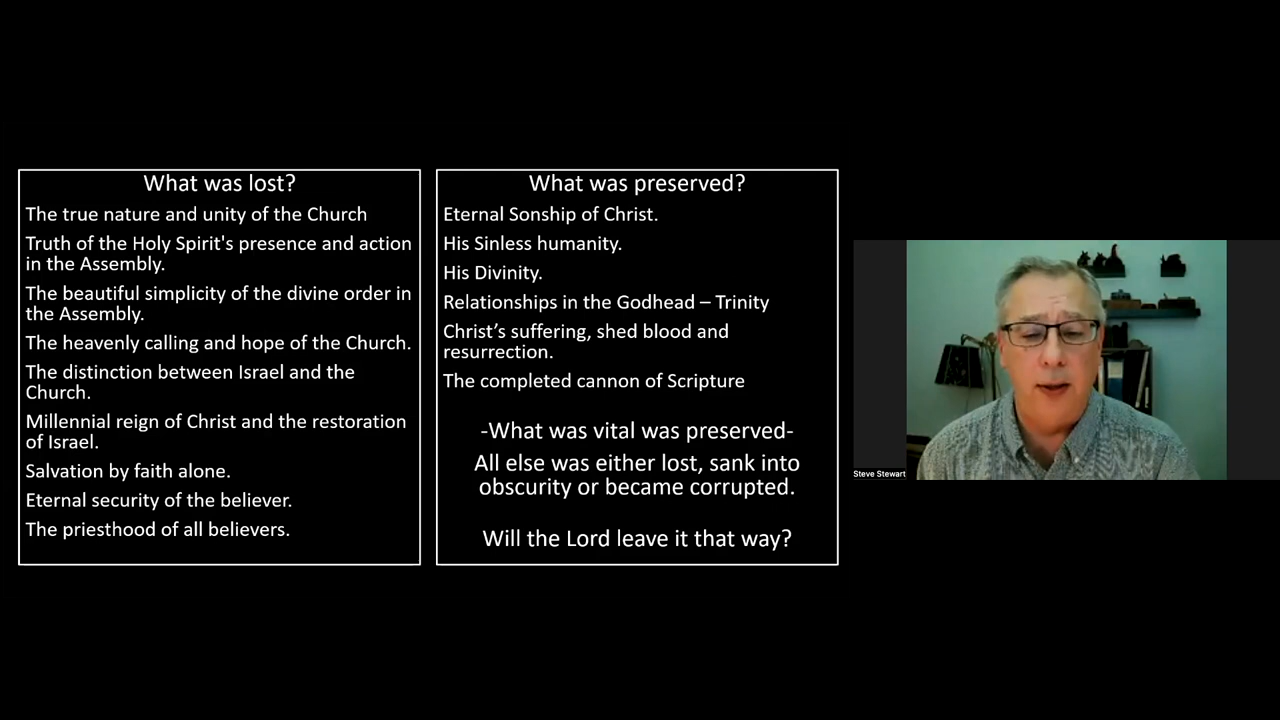 What was lost?
The true nature and unity of the Church
Truth of the Holy Spirit's presence and action
in the Assembly.
The beautiful simplicity of the divine order in
the Assembly.
The heavenly calling and hope of the Church.
The distinction between Israel and the
Church.
Millennial reign of Christ and the restoration
of Israel.
Salvation by faith alone.
Eternal security of the believer.
The priesthood of all believers.
What was preserved?
Eternal Sonship of Christ.
His Sinless humanity.
His Divinity.
Relationships in the Godhead – Trinity
Christ’s suffering, shed blood and
resurrection.
The completed cannon of Scripture
-What was vital was preserved-
All else was either lost, sank into
obscurity or became corrupted.
Will the Lord leave it that way?
Steve Stewart